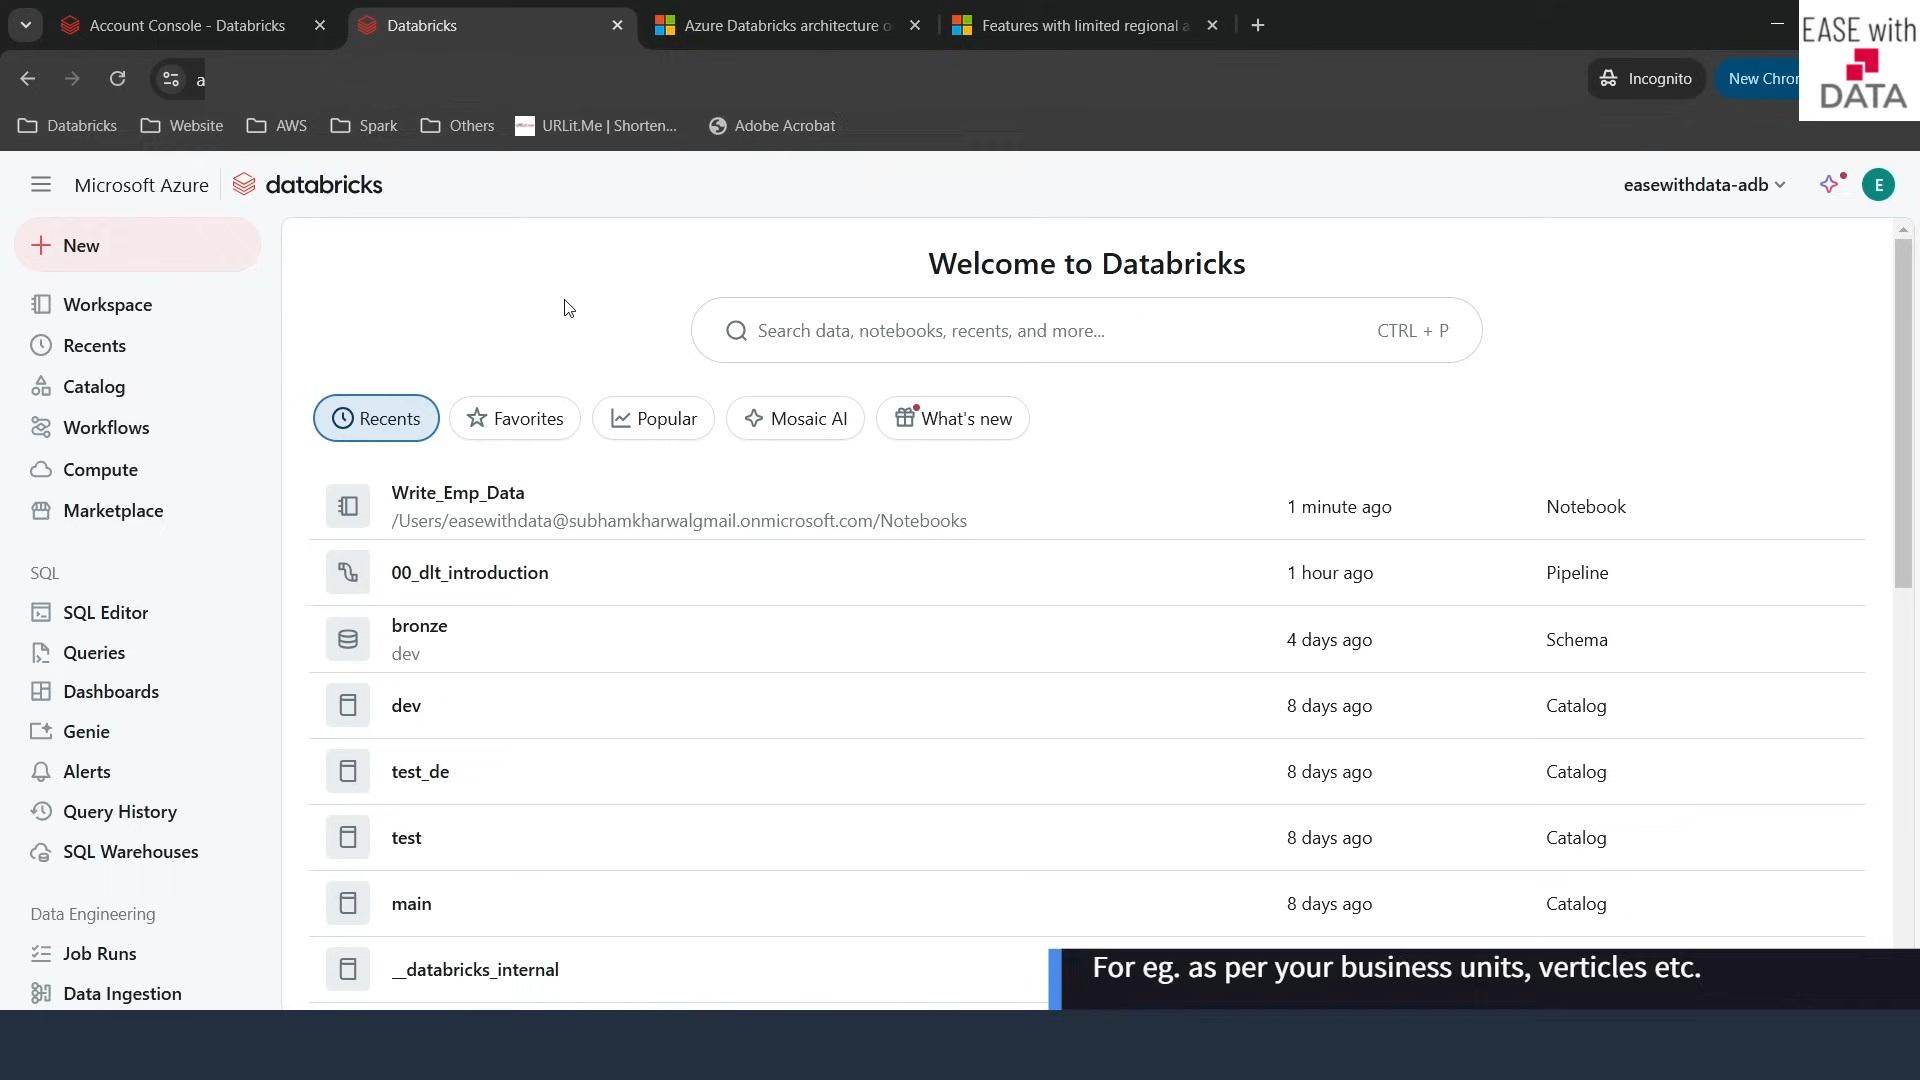 Account Console - Databricks
Databricks
Azure Databricks architecture o
Features with limited regional a
a
Incognito
New Chror
EASE with
DATA
Databricks
Website
AWS
Spark
Others
URLit.Me | Shorten...
Adobe Acrobat
Microsoft Azure
databricks
easewithdata-adb
E
New
Workspace
Recents
Catalog
Workflows
Compute
Marketplace
SQL
SQL Editor
Queries
Dashboards
Genie
Alerts
Query History
SQL Warehouses
Data Engineering
Job Runs
Data Ingestion
Welcome to Databricks
Search data, notebooks, recents, and more...
CTRL + P
Recents
Favorites
Popular
Mosaic AI
What's new
Write_Emp_Data
/Users/easewithdata@subhamkharwalgmail.onmicrosoft.com/Notebooks
1 minute ago
Notebook
00_dlt_introduction
1 hour ago
Pipeline
bronze
dev
4 days ago
Schema
dev
8 days ago
Catalog
test_de
8 days ago
Catalog
test
8 days ago
Catalog
main
8 days ago
Catalog
__databricks_internal
For eg. as per your business units, verticles etc.